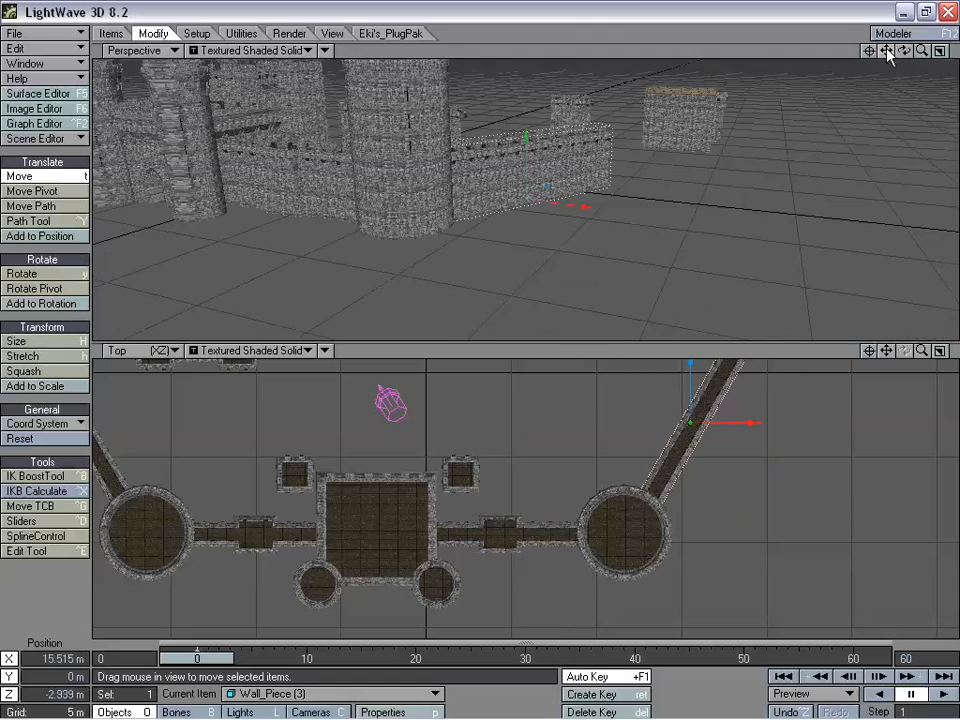 LightWave 3D 8.2
Items Modify Setup Utilities Render View Eki's_PlugPak Modeler F12
File
Edit
Window
Help
Surface Editor F5
Image Editor F6
Graph Editor ^F2
Scene Editor
Perspective Textured Shaded Solid
Translate
Move t
Move Pivot
Move Path
Path Tool ^Y
Add to Position
Rotate
Rotate y
Rotate Pivot
Add to Rotation
Transform
Size H
Stretch h
Squash
Add to Scale
General
Coord System
Reset
Tools
IK BoostTool ^B
IKB Calculate ^X
Move TCB ^G
Sliders ^D
SplineControl
Edit Tool ^E
Top (XZ) Textured Shaded Solid
Position
X 15.515 m
Y 0 m
Z -2.939 m
Grid: 5 m
0 0 10 20 30 40 50 60 60
Drag mouse in view to move selected items.
Sel: 1 Current Item Wall_Piece (3)
Objects O Bones B Lights L Cameras C Properties p
Auto Key +F1
Create Key ret
Delete Key del
Preview
Undo ^Z Redo z Step 1